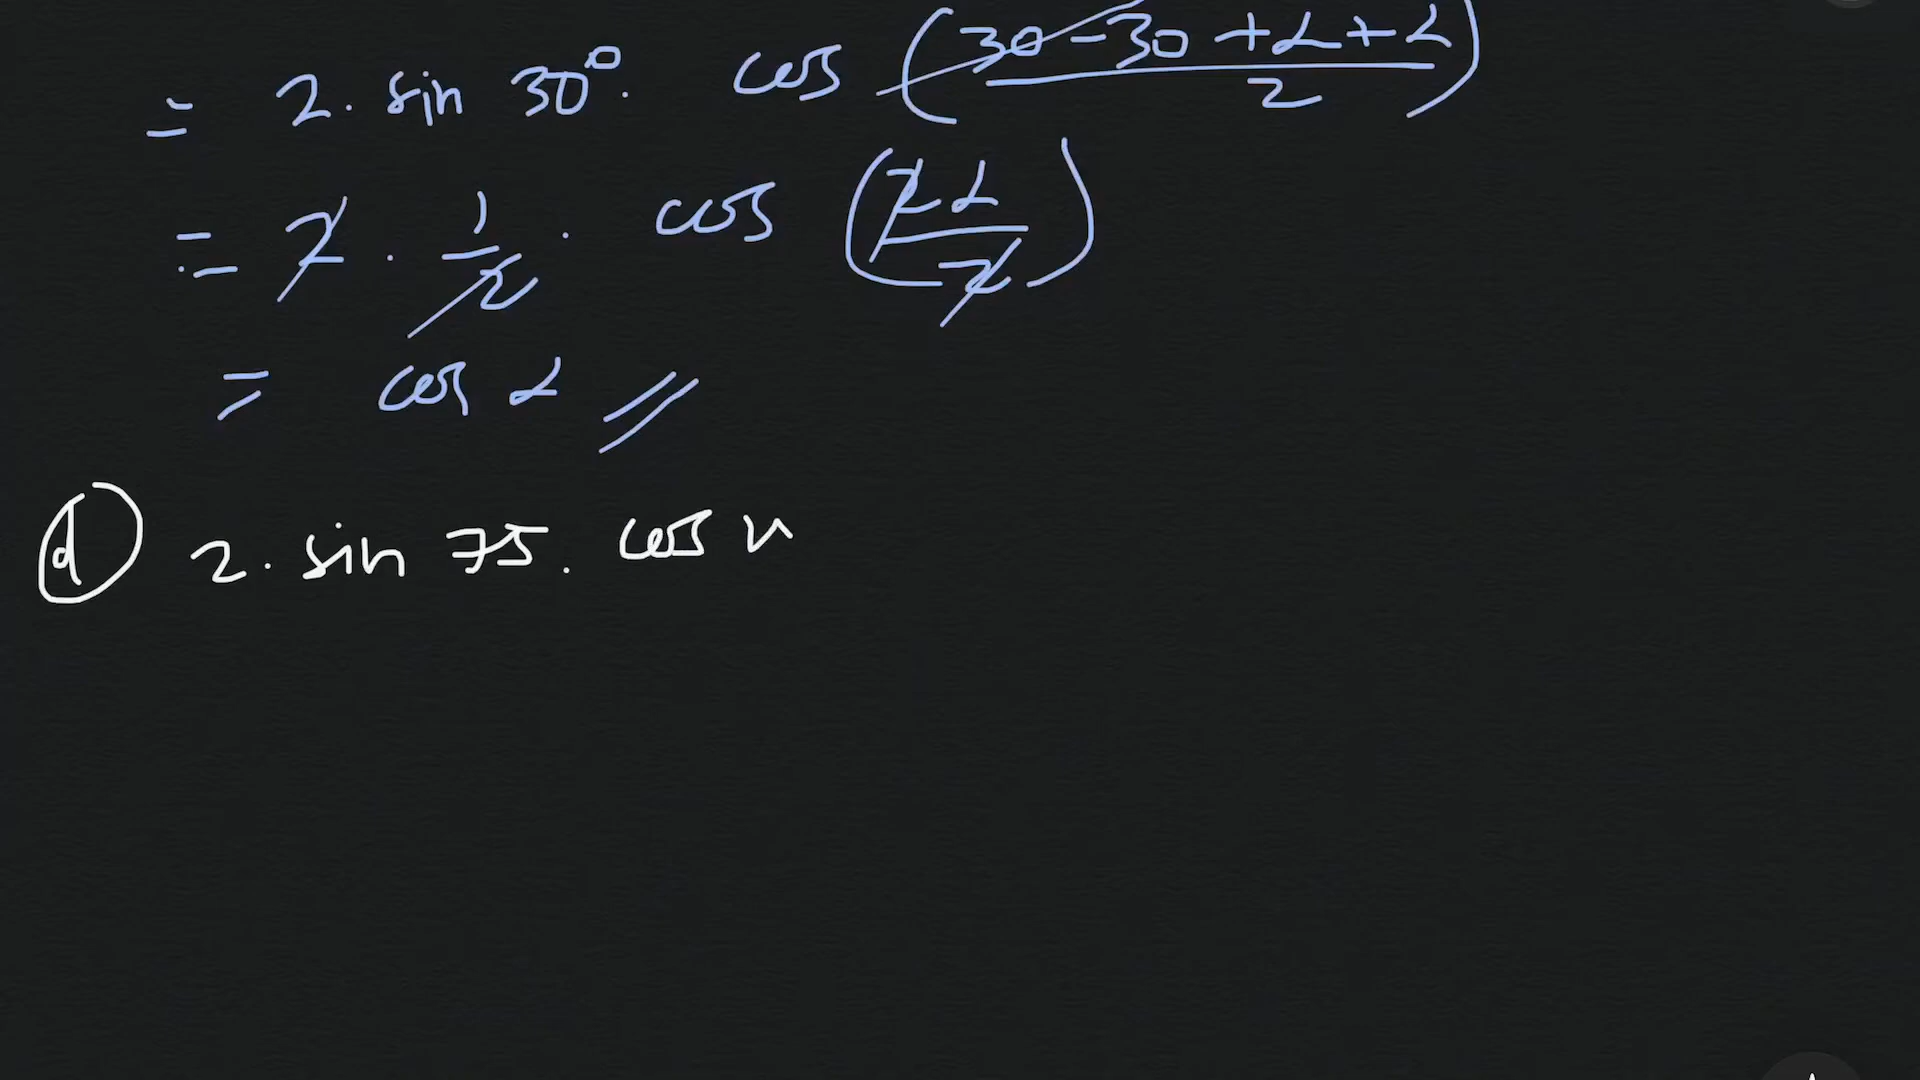 = 2. sin 30°. cos (30 - 30 + α + α / 2)
= 2 . 1/2 . cos (2α / 2)
= cos α //
(d) 2. sin 75. cos